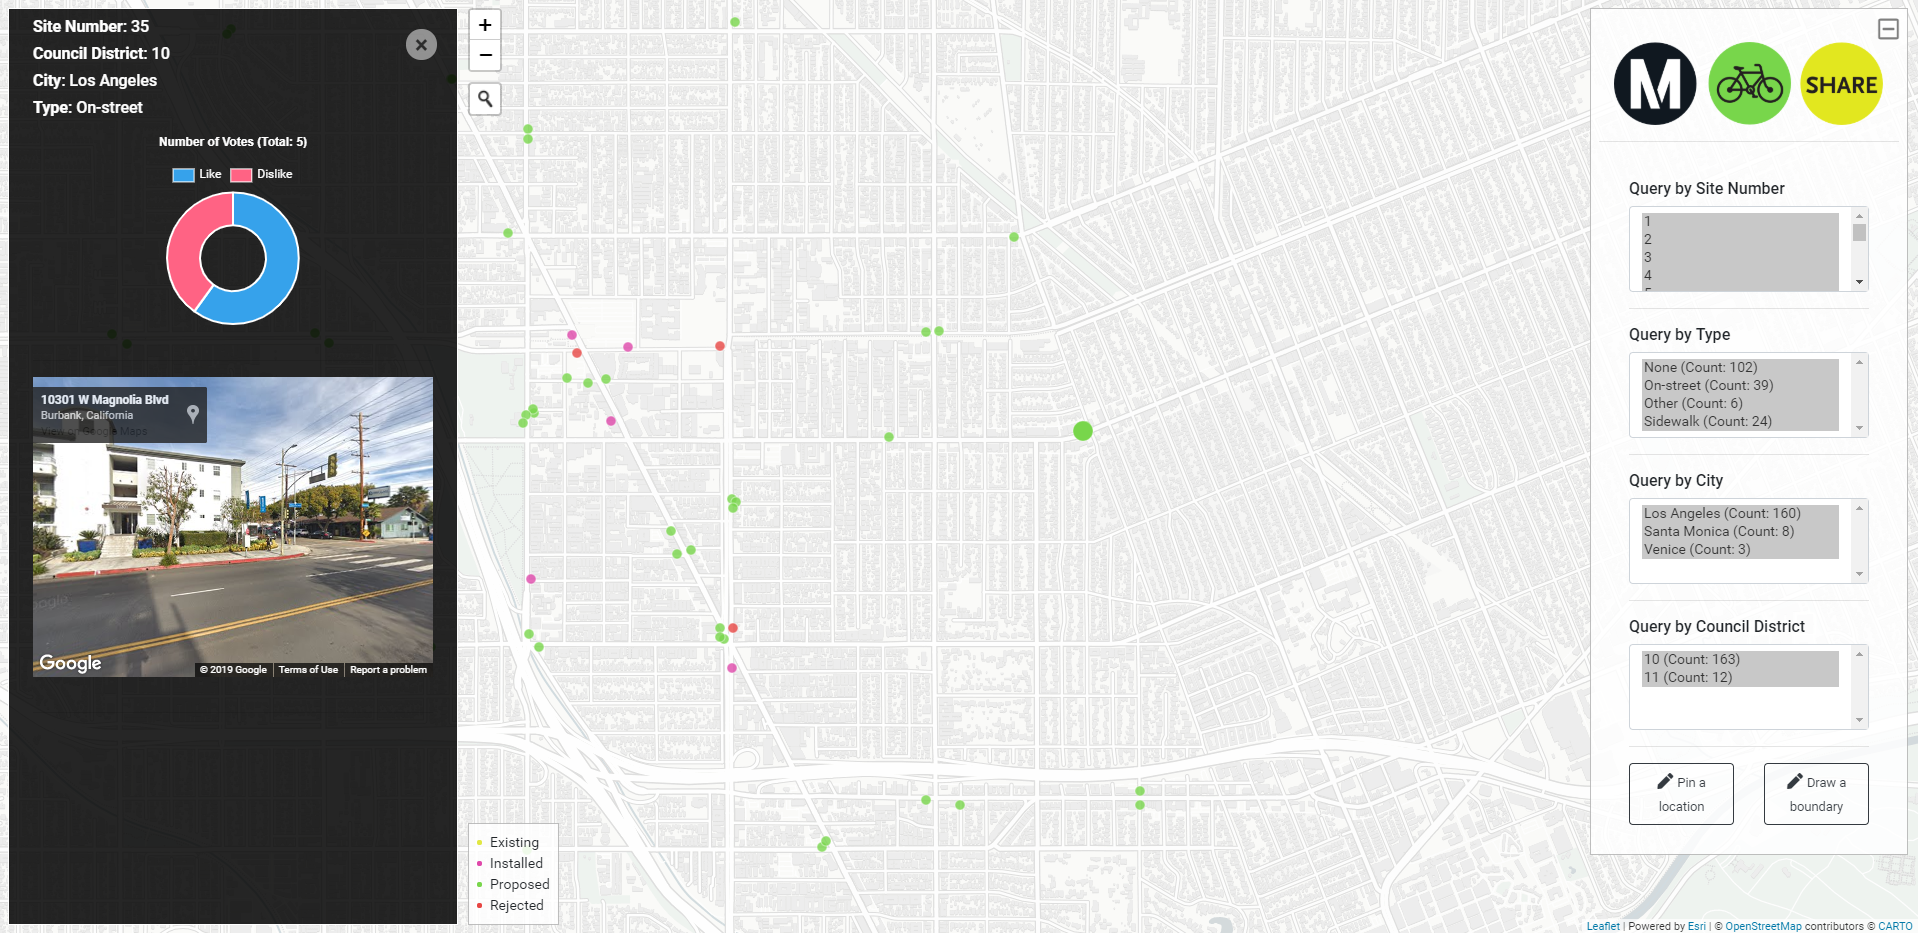 Site Number: 35
Council District: 10
City: Los Angeles
Type: On-street
Number of Votes (Total: 5)
Like
Dislike
10301 W Magnolia Blvd
Burbank, California
View on Google Maps
Google
© 2019 Google
Terms of Use
Report a problem
+
−
Existing
Installed
Proposed
Rejected
M
SHARE
Query by Site Number
1
2
3
4
Query by Type
None (Count: 102)
On-street (Count: 39)
Other (Count: 6)
Sidewalk (Count: 24)
Query by City
Los Angeles (Count: 160)
Santa Monica (Count: 8)
Venice (Count: 3)
Query by Council District
10 (Count: 163)
11 (Count: 12)
Pin a
location
Draw a
boundary
Leaflet | Powered by Esri | © OpenStreetMap contributors © CARTO